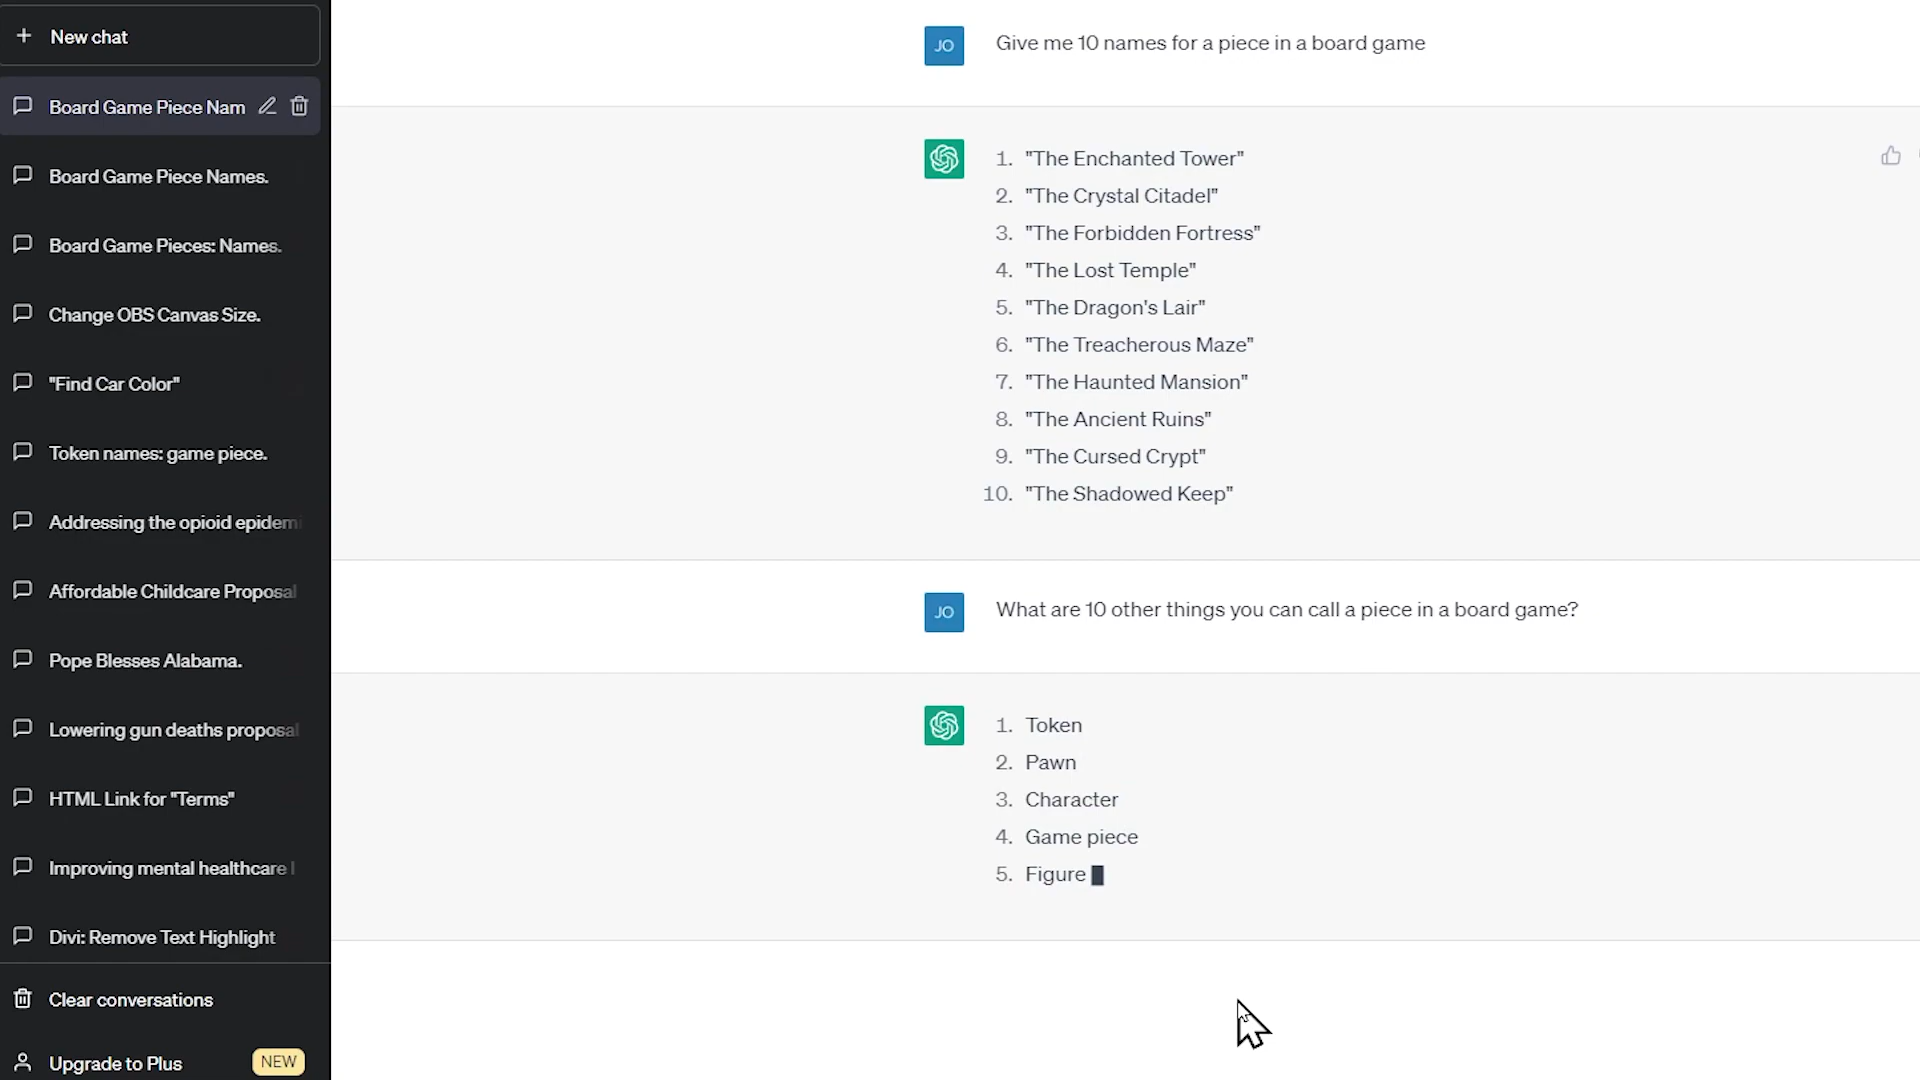 New chat
Board Game Piece Nam
Board Game Piece Names.
Board Game Pieces: Names.
Change OBS Canvas Size.
"Find Car Color"
Token names: game piece.
Addressing the opioid epidemi
Affordable Childcare Proposal
Pope Blesses Alabama.
Lowering gun deaths proposal
HTML Link for "Terms"
Improving mental healthcare
Divi: Remove Text Highlight
Clear conversations
Upgrade to Plus NEW
JO Give me 10 names for a piece in a board game
1. "The Enchanted Tower"
2. "The Crystal Citadel"
3. "The Forbidden Fortress"
4. "The Lost Temple"
5. "The Dragon's Lair"
6. "The Treacherous Maze"
7. "The Haunted Mansion"
8. "The Ancient Ruins"
9. "The Cursed Crypt"
10. "The Shadowed Keep"
JO What are 10 other things you can call a piece in a board game?
1. Token
2. Pawn
3. Character
4. Game piece
5. Figure